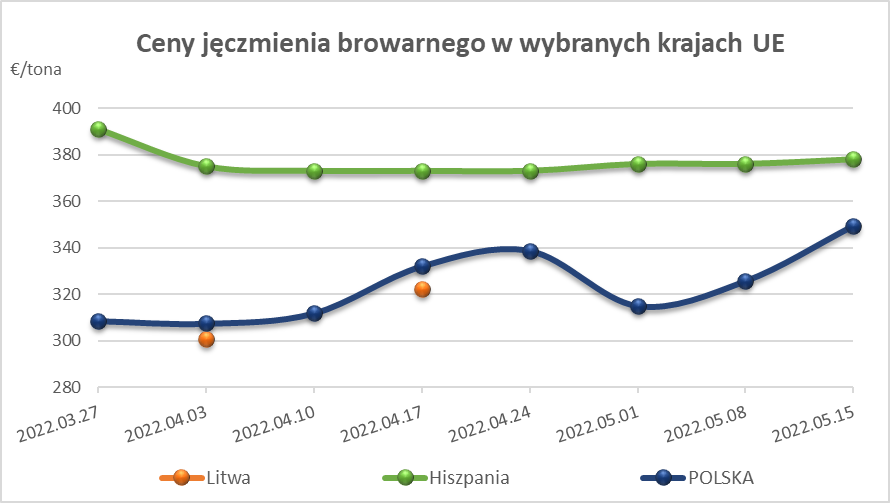 Ceny jęczmienia browarnego w wybranych krajach UE
€/tona
400
380
360
340
320
300
280
2022.03.27 2022.04.03 2022.04.10 2022.04.17 2022.04.24 2022.05.01 2022.05.08 2022.05.15
Litwa Hiszpania POLSKA